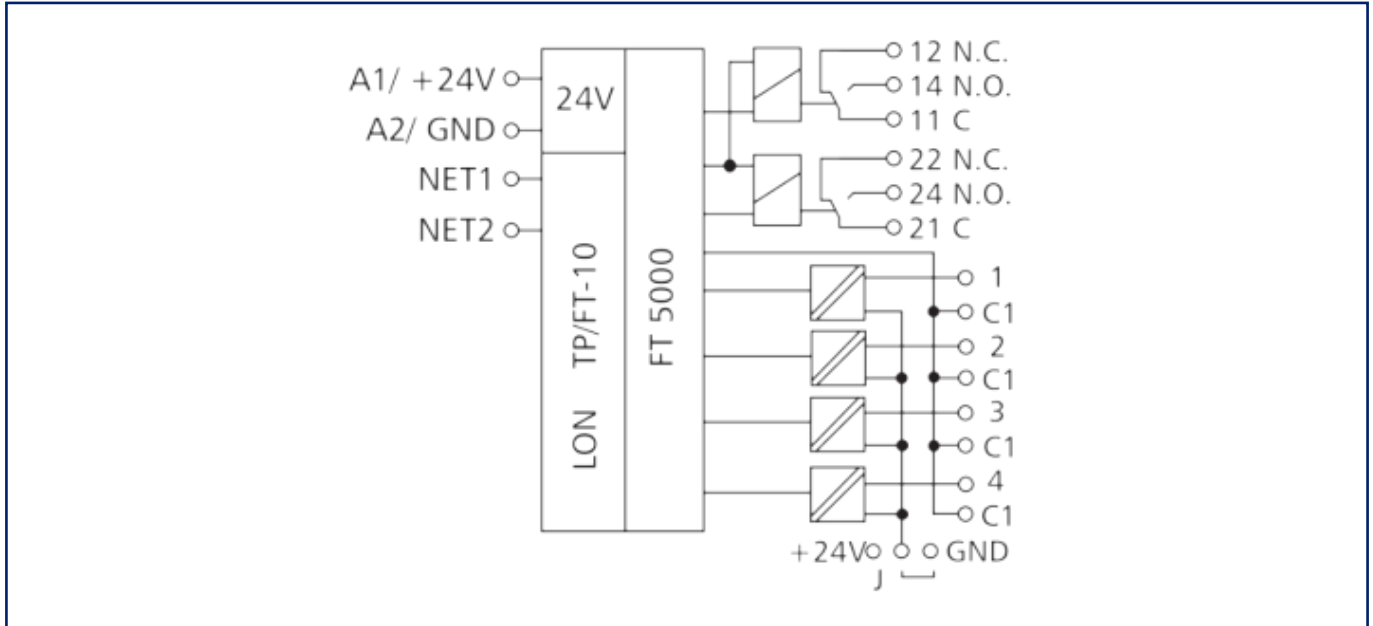 A1/ +24V
A2/ GND
NET1
NET2
24V
LON TP/FT-10
FT 5000
12 N.C.
14 N.O.
11 C
22 N.C.
24 N.O.
21 C
1
C1
2
C1
3
C1
4
C1
+24V GND
J